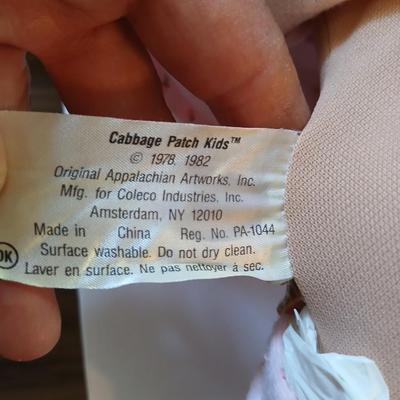 Cabbage Patch Kids™
© 1978, 1982
Original Appalachian Artworks, Inc.
Mfg. for Coleco Industries, Inc.
Amsterdam, NY 12010
Made in China Reg. No. PA-1044
Surface washable. Do not dry clean.
OK
Laver en surface. Ne pas nettoyer á sec.